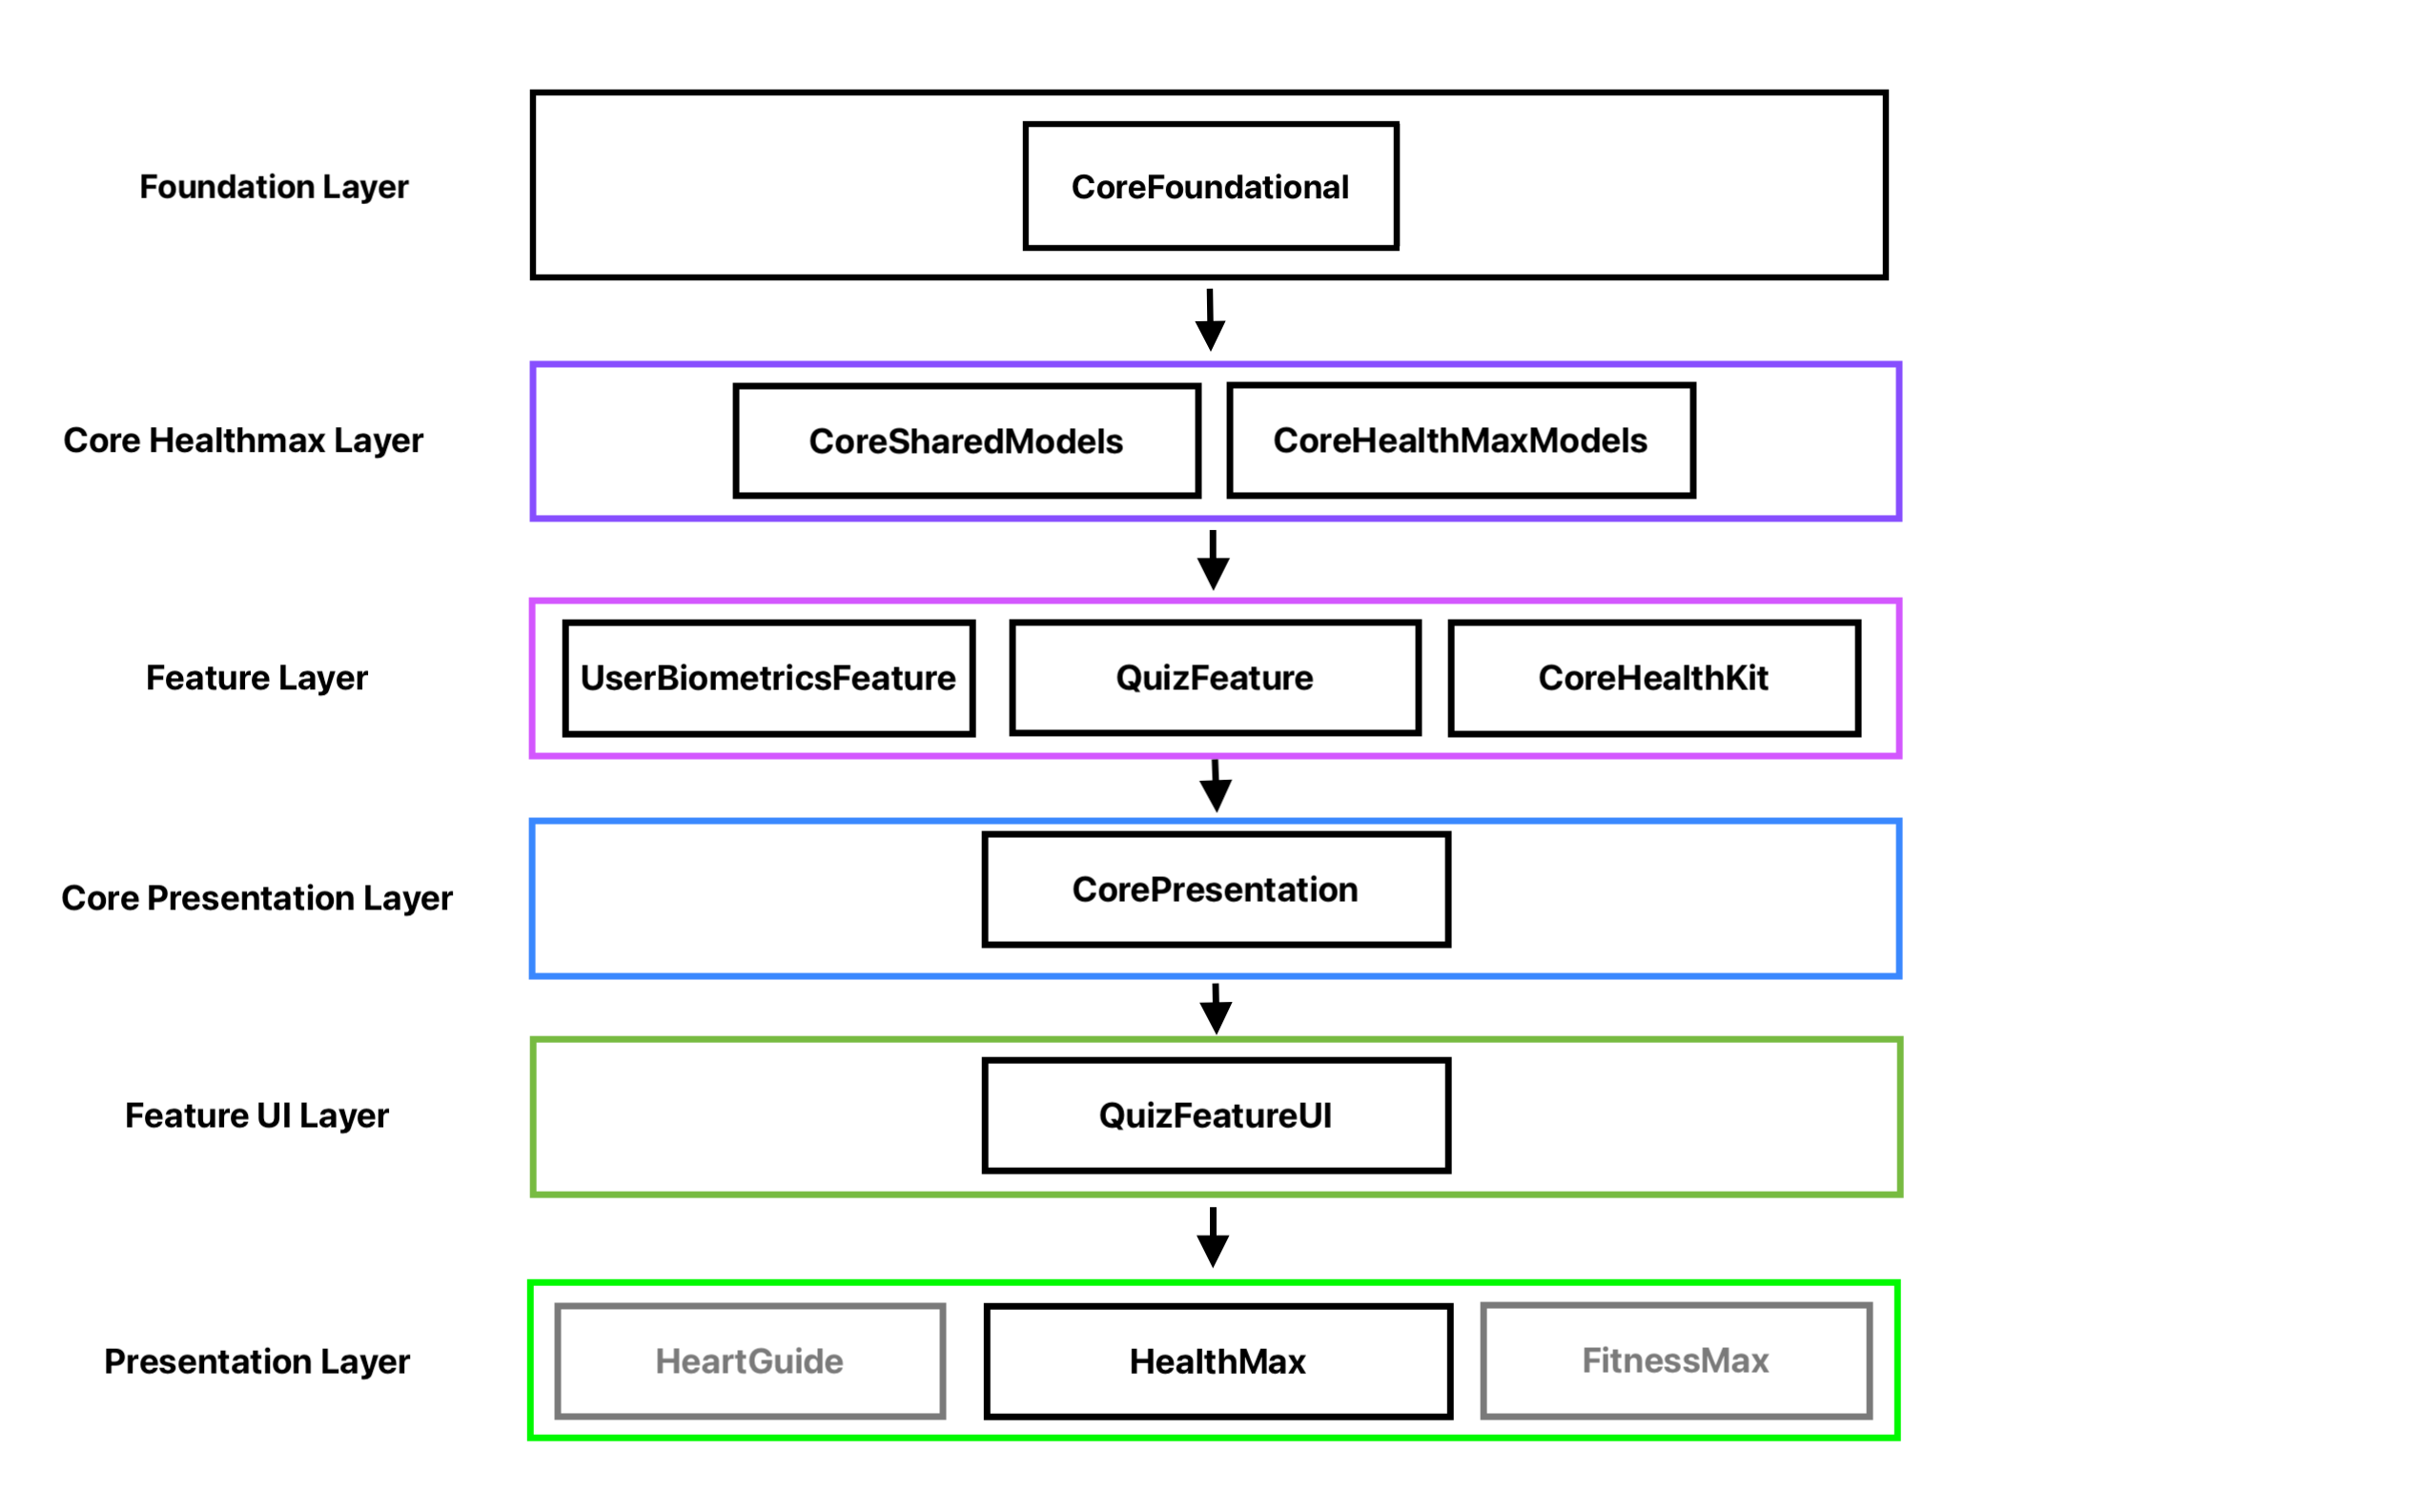 Foundation Layer
CoreFoundational
Core Healthmax Layer
CoreSharedModels
CoreHealthMaxModels
Feature Layer
UserBiometricsFeature
QuizFeature
CoreHealthKit
Core Presentation Layer
CorePresentation
Feature UI Layer
QuizFeatureUI
Presentation Layer
HeartGuide
HealthMax
FitnessMax